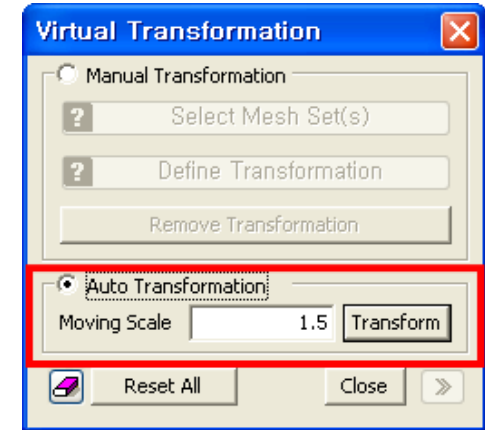 Virtual Transformation
Manual Transformation
? Select Mesh Set(s)
? Define Transformation
Remove Transformation
Auto Transformation
Moving Scale 1.5 Transform
Reset All Close >>